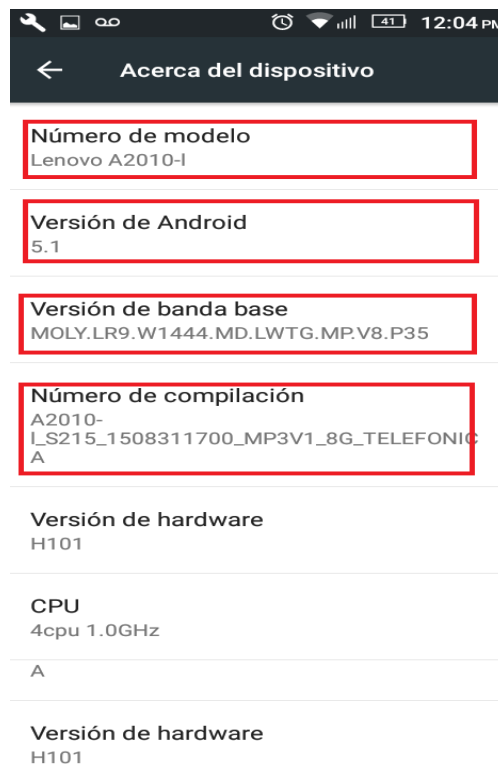 41 12:04 PM
Acerca del dispositivo
Número de modelo
Lenovo A2010-l
Versión de Android
5.1
Versión de banda base
MOLY.LR9.W1444.MD.LWTG.MP.V8.P35
Número de compilación
A2010-
l_S215_1508311700_MP3V1_8G_TELEFONIC
A
Versión de hardware
H101
CPU
4cpu 1.0GHz
A
Versión de hardware
H101